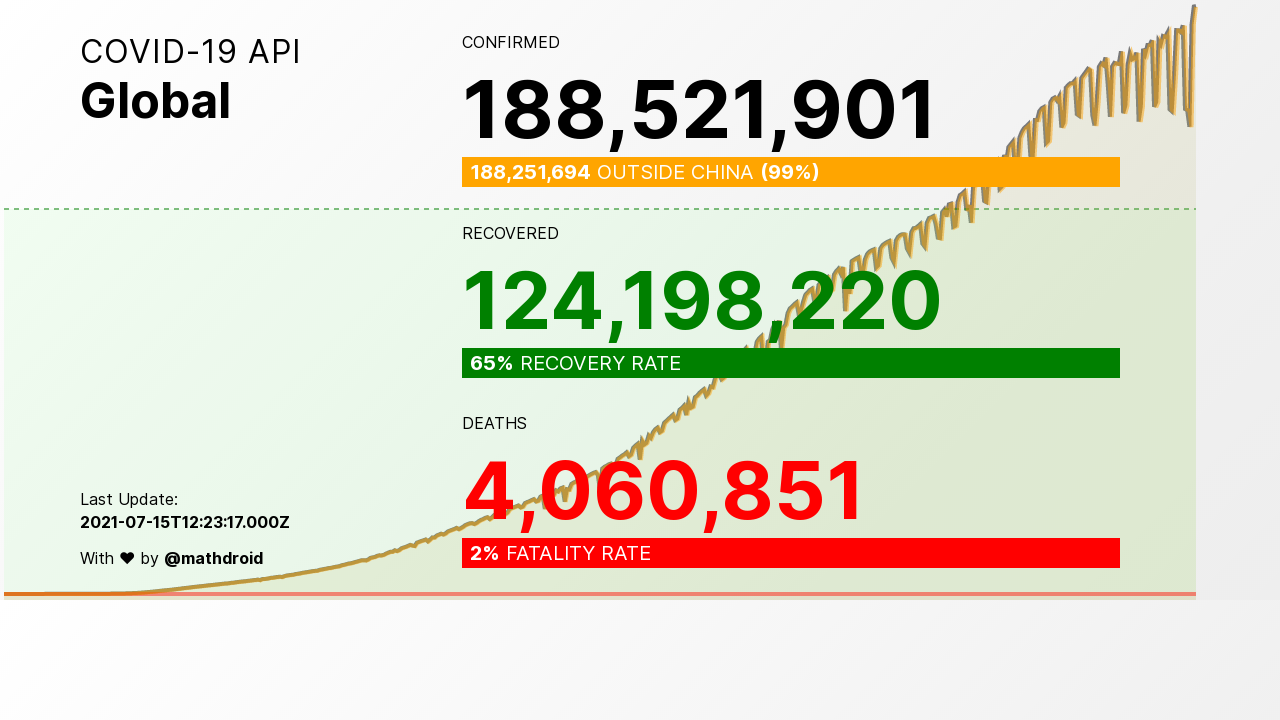 COVID-19 API
Global
CONFIRMED
188,521,901
188,251,694 OUTSIDE CHINA (99%)
RECOVERED
124,198,220
65% RECOVERY RATE
DEATHS
4,060,851
2% FATALITY RATE
Last Update:
2021-07-15T12:23:17.000Z
With ♥ by @mathdroid